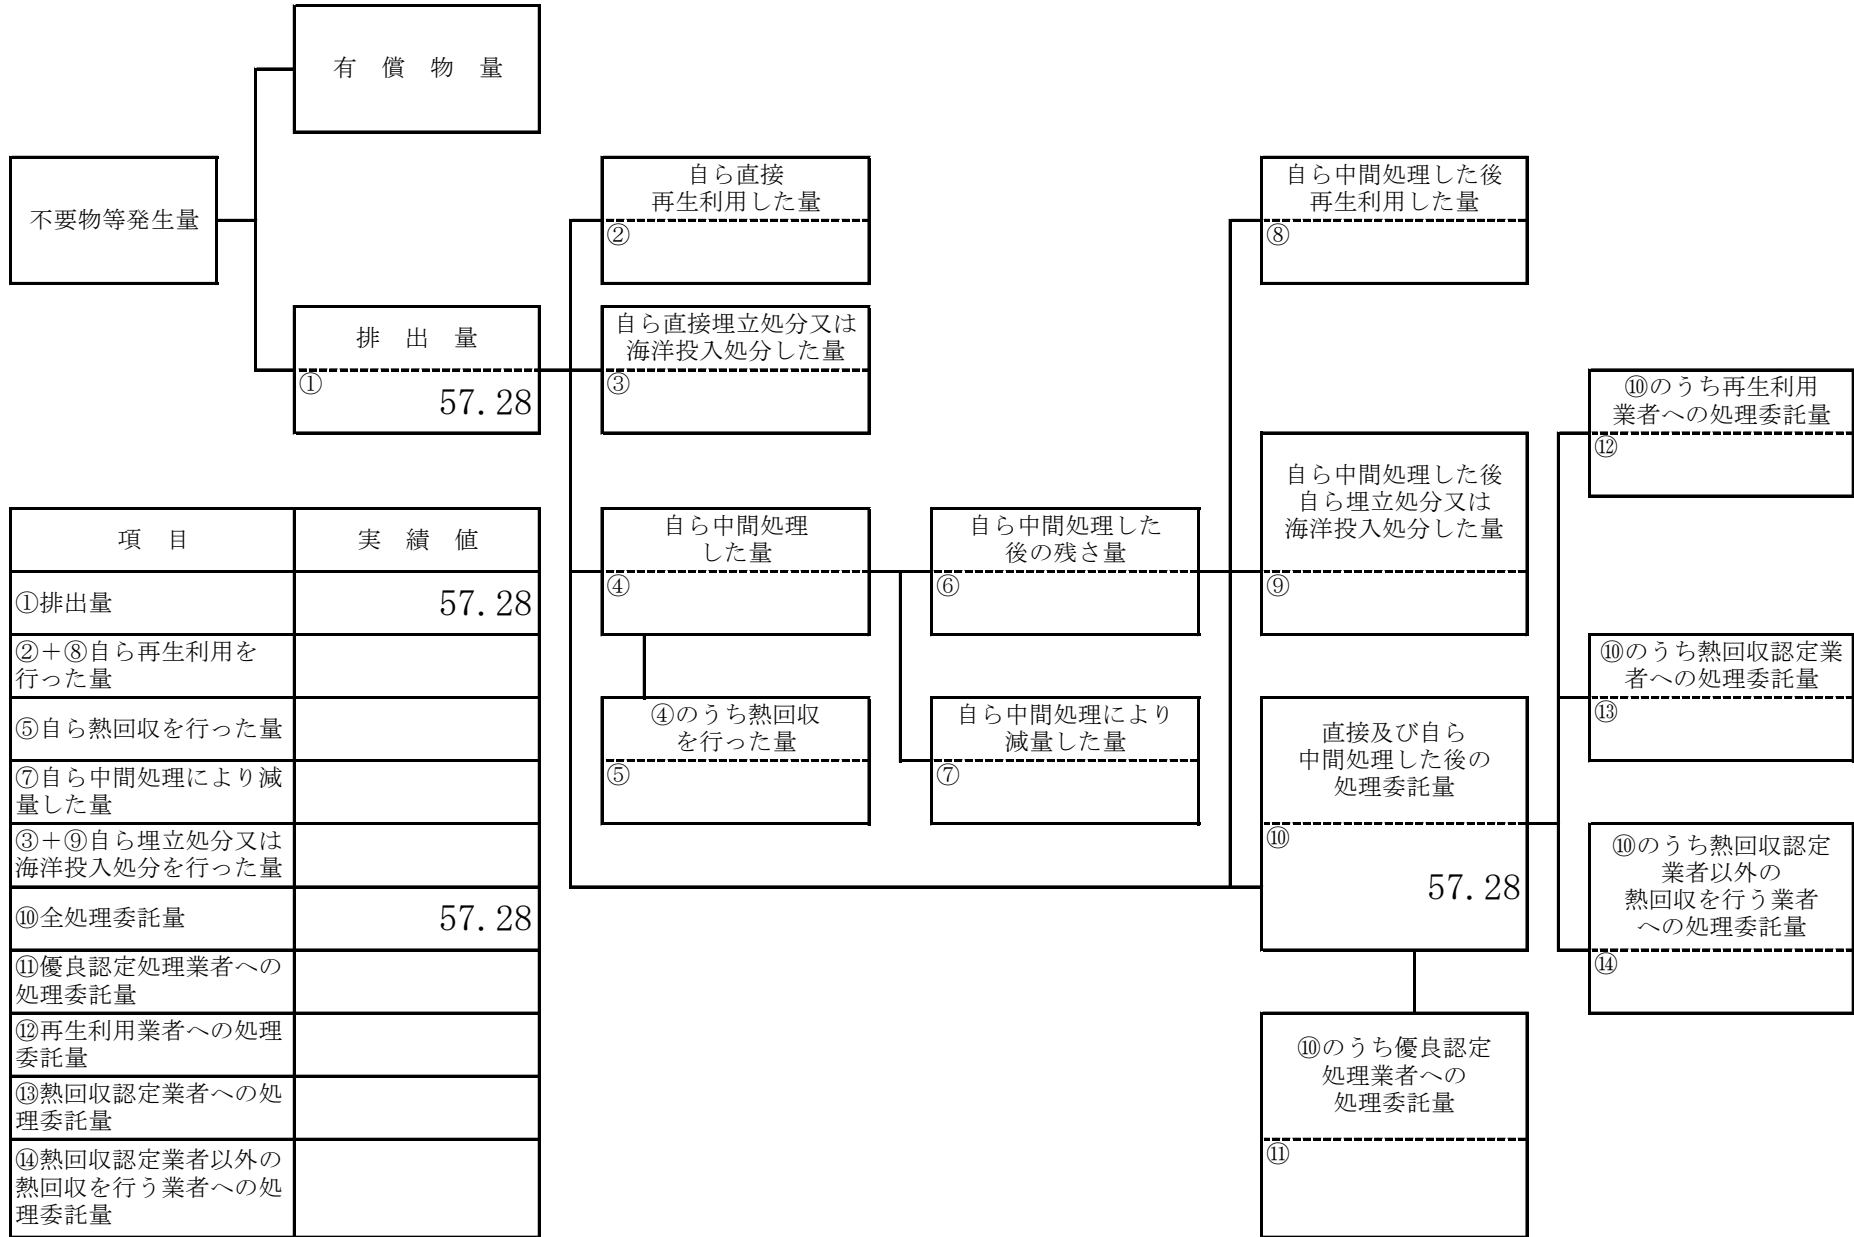 有 償 物 量
不要物等発生量
排 出 量
①
57.28
自ら直接
再生利用した量
②
自ら直接埋立処分又は
海洋投入処分した量
③
自ら中間処理
した量
④
④のうち熱回収
を行った量
⑤
自ら中間処理した
後の残さ量
⑥
自ら中間処理により
減量した量
⑦
自ら中間処理した後
再生利用した量
⑧
自ら中間処理した後
自ら埋立処分又は
海洋投入処分した量
⑨
直接及び自ら
中間処理した後の
処理委託量
⑩
57.28
⑩のうち優良認定
処理業者への
処理委託量
⑪
⑩のうち再生利用
業者への処理委託量
⑫
⑩のうち熱回収認定業
者への処理委託量
⑬
⑩のうち熱回収認定
業者以外の
熱回収を行う業者
への処理委託量
⑭
項 目 実 績 値
①排出量 57.28
②+⑧自ら再生利用を
行った量
⑤自ら熱回収を行った量
⑦自ら中間処理により減
量した量
③+⑨自ら埋立処分又は
海洋投入処分を行った量
⑩全処理委託量 57.28
⑪優良認定処理業者への
処理委託量
⑫再生利用業者への処理
委託量
⑬熱回収認定業者への処
理委託量
⑭熱回収認定業者以外の
熱回収を行う業者への処
理委託量